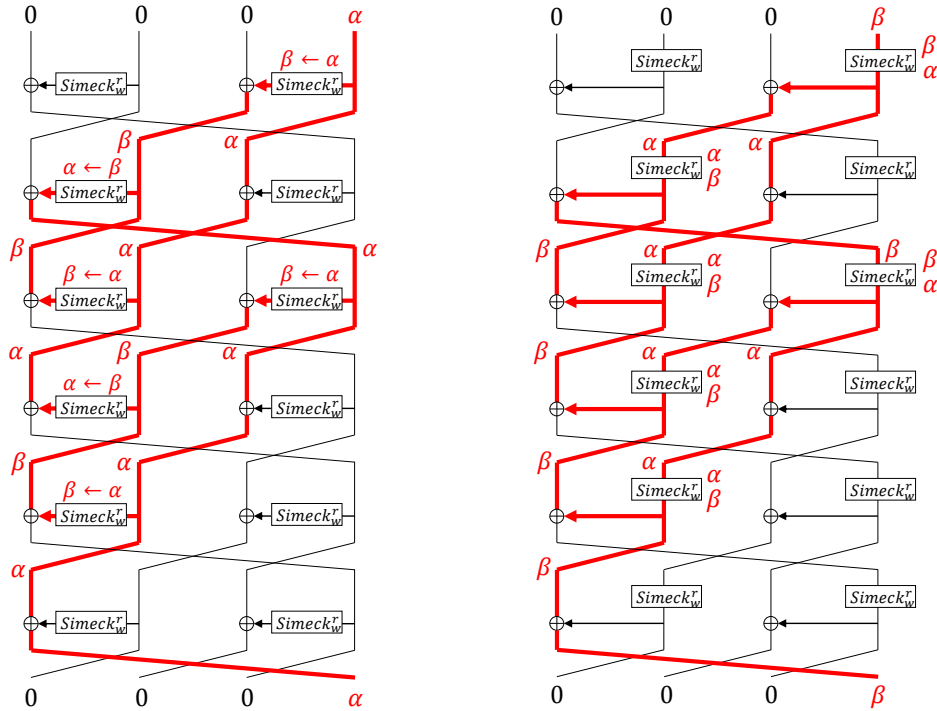 0 0 0 α
β ← α
Simeck_w^r Simeck_w^r
β α
α ← β
Simeck_w^r Simeck_w^r
β α α
β ← α β ← α
Simeck_w^r Simeck_w^r
α β α
α ← β
Simeck_w^r Simeck_w^r
β α
β ← α
Simeck_w^r Simeck_w^r
α
Simeck_w^r Simeck_w^r
0 0 0 α
0 0 0 β
β
Simeck_w^r Simeck_w^r
α
α α
α
Simeck_w^r Simeck_w^r
β
β α β
α β
Simeck_w^r Simeck_w^r
β α
β α α
α
Simeck_w^r Simeck_w^r
β
β α
α
Simeck_w^r Simeck_w^r
β
β
Simeck_w^r Simeck_w^r
0 0 0 β